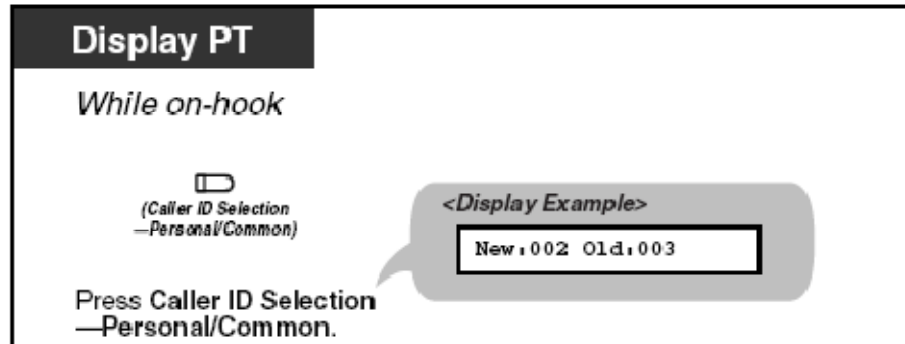 Display PT
While on-hook
(Caller ID Selection
—Personal/Common)
<Display Example>
New:002 Old:003
Press Caller ID Selection
—Personal/Common.